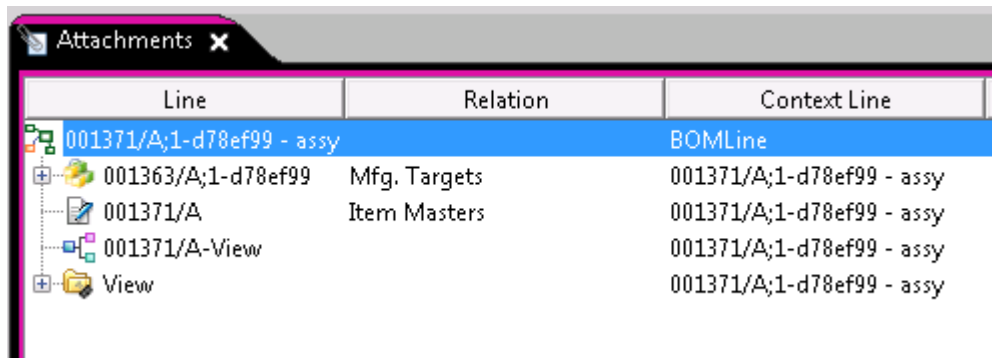 Attachments
Line Relation Context Line
001371/A;1-d78ef99 - assy BOMLine
001363/A;1-d78ef99 Mfg. Targets 001371/A;1-d78ef99 - assy
001371/A Item Masters 001371/A;1-d78ef99 - assy
001371/A-View 001371/A;1-d78ef99 - assy
View 001371/A;1-d78ef99 - assy